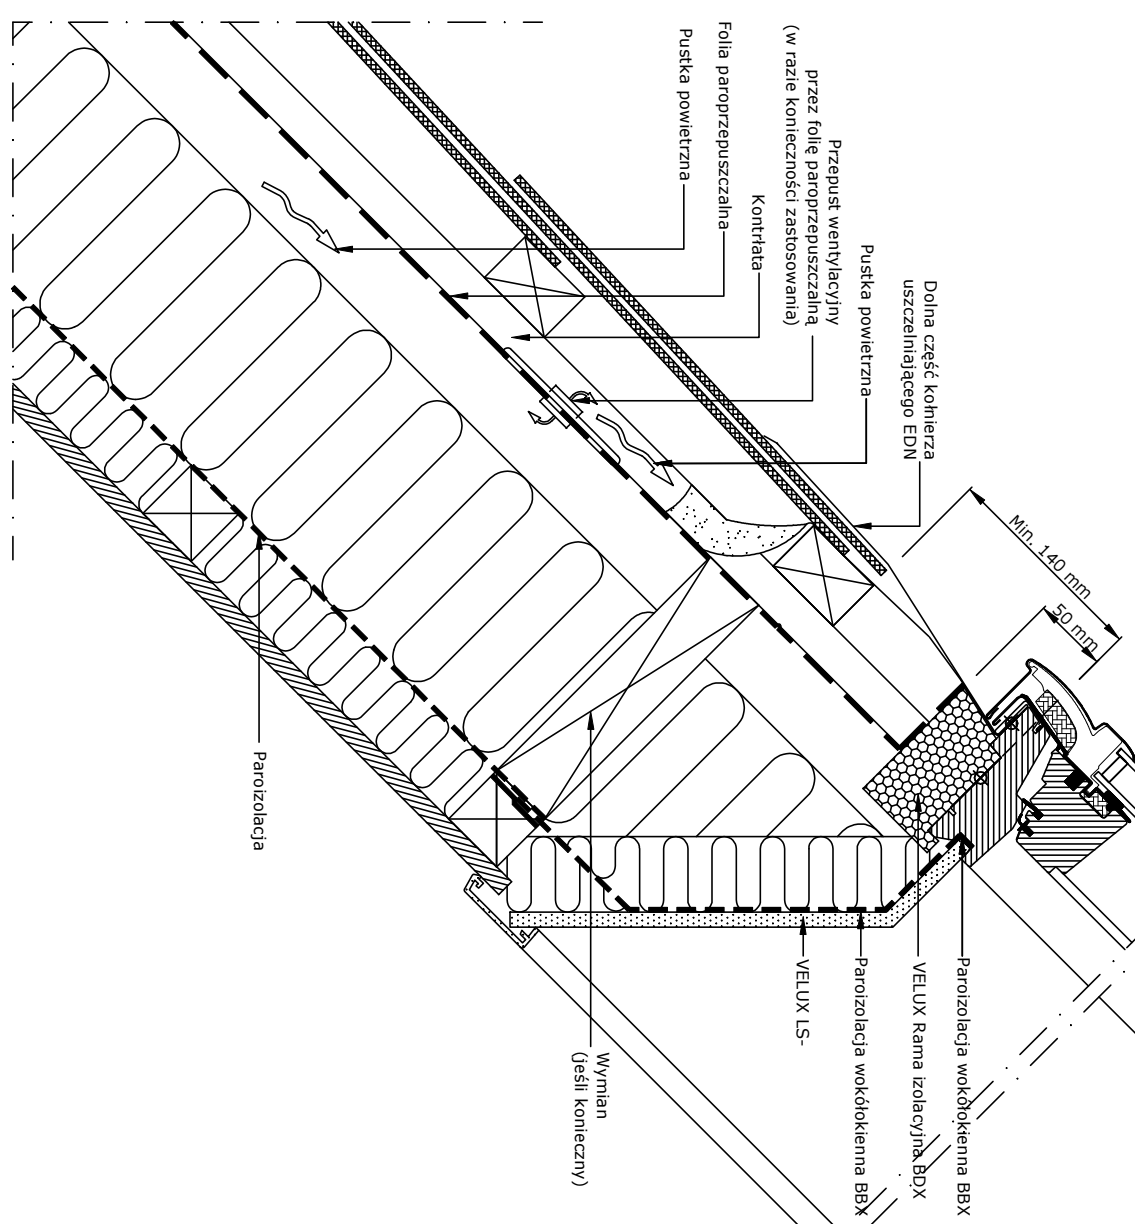 Min. 140 mm
50 mm
Dolna część kołnierza
uszczelniającego EDN
Pustka powietrzna
Przepust wentylacyjny
przez folię paroprzepuszczalną
(w razie konieczności zastosowania)
Kontrłata
Folia paroprzepuszczalna
Pustka powietrzna
Paroizolacja wokółokienna BBX
VELUX Rama izolacyjna BDX
Paroizolacja wokółokienna BBX
VELUX LS-
Wymian
(jeśli konieczny)
Paroizolacja